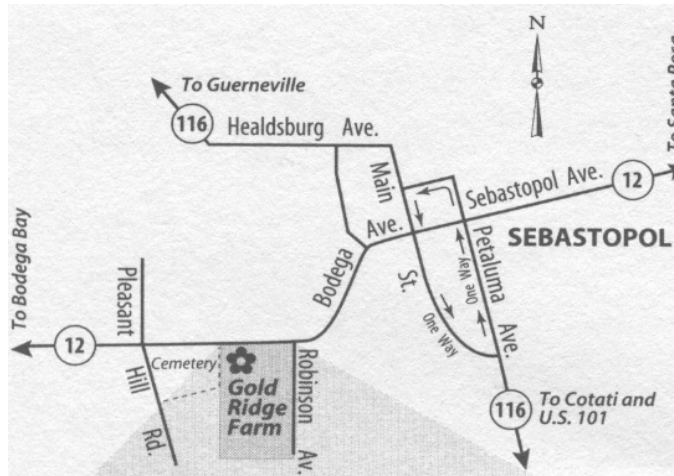 N
To Guerneville
116
Healdsburg Ave.
To Santa Rosa
Main
St.
Sebastopol Ave.
12
SEBASTOPOL
Bodega Ave.
Petaluma Ave.
One Way
One Way
To Bodega Bay
Pleasant Hill Rd.
12
Cemetery
Gold
Ridge
Farm
Robinson Av.
116
To Cotati and
U.S. 101